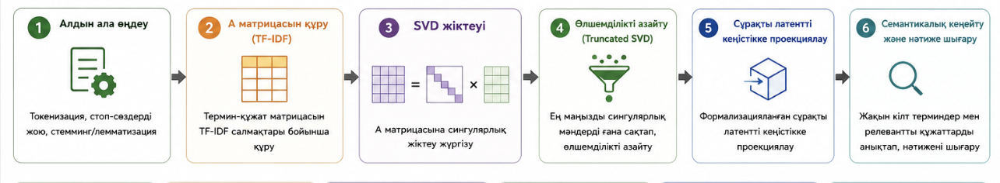 1
Алдын ала өңдеу
Токенизация, стоп-сөздерді
жою, стемминг/лемматизация
2
А матрицасын құру
(TF-IDF)
Термин-құжат матрицасын
TF-IDF салмақтары бойынша
құру
3
SVD жіктеуі
= ×
А матрицасына сингулярлық
жіктеу жүргізу
4
Өлшемділікті азайту
(Truncated SVD)
Ең маңызды сингулярлық
мәндерді ғана сақтап,
өлшемділікті азайту
5
Сұрақты латентті
кеңістікке проекциялау
Формализацияланған сұрақты
латентті кеңістікке
проекциялау
6
Семантикалық кеңейту
және нәтиже шығару
Жақын кілт терминдер мен
релевантты құжаттарды
анықтап, нәтижені шығару